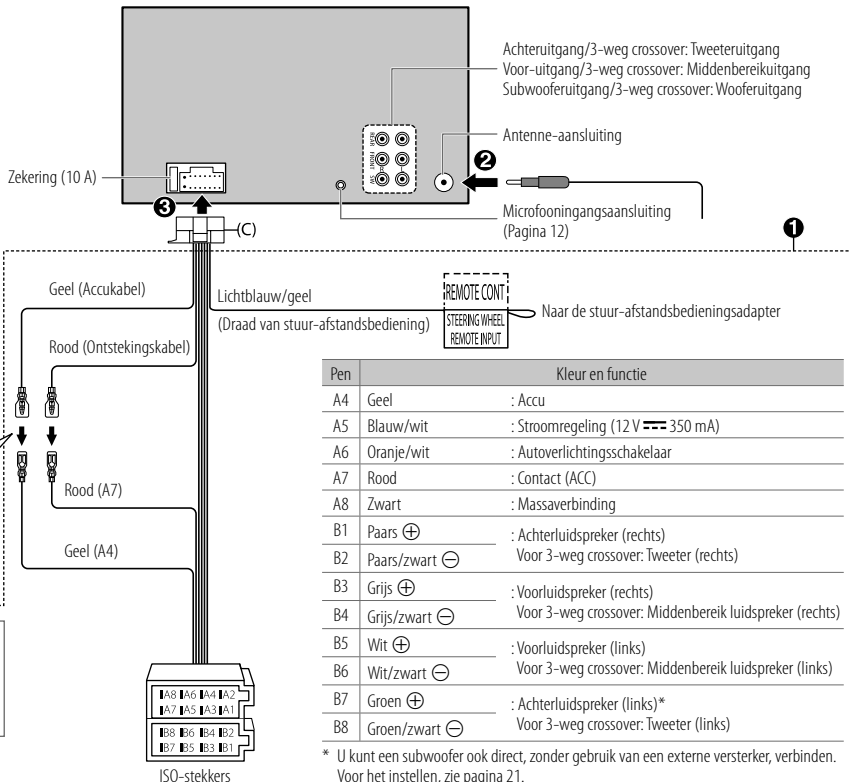 Achteruitgang/3-weg crossover: Tweeteruitgang
Voor-uitgang/3-weg crossover: Middenbereikuitgang
Subwooferuitgang/3-weg crossover: Wooferuitgang
Antenne-aansluiting
REAR
FRONT
SW
❷
Zekering (10 A)
❸
Microfooningangsaansluiting
(Pagina 12)
(C)
❶
Geel (Accukabel)
Lichtblauw/geel
(Draad van stuur-afstandsbediening)
REMOTE CONT
STEERING WHEEL
REMOTE INPUT
Naar de stuur-afstandsbedieningsadapter
Rood (Ontstekingskabel)
Rood (A7)
Geel (A4)
Pen Kleur en functie
A4 Geel : Accu
A5 Blauw/wit : Stroomregeling (12 V ⎓ 350 mA)
A6 Oranje/wit : Autoverlichtingsschakelaar
A7 Rood : Contact (ACC)
A8 Zwart : Massaverbinding
B1 Paars ⊕ : Achterluidspreker (rechts)
B2 Paars/zwart ⊖ Voor 3-weg crossover: Tweeter (rechts)
B3 Grijs ⊕ : Voorluidspreker (rechts)
B4 Grijs/zwart ⊖ Voor 3-weg crossover: Middenbereik luidspreker (rechts)
B5 Wit ⊕ : Voorluidspreker (links)
B6 Wit/zwart ⊖ Voor 3-weg crossover: Middenbereik luidspreker (links)
B7 Groen ⊕ : Achterluidspreker (links)*
B8 Groen/zwart ⊖ Voor 3-weg crossover: Tweeter (links)
* U kunt een subwoofer ook direct, zonder gebruik van een externe versterker, verbinden.
Voor het instellen, zie pagina 21.
A8 A6 A4 A2
A7 A5 A3 A1
B8 B6 B4 B2
B7 B5 B3 B1
ISO-stekkers